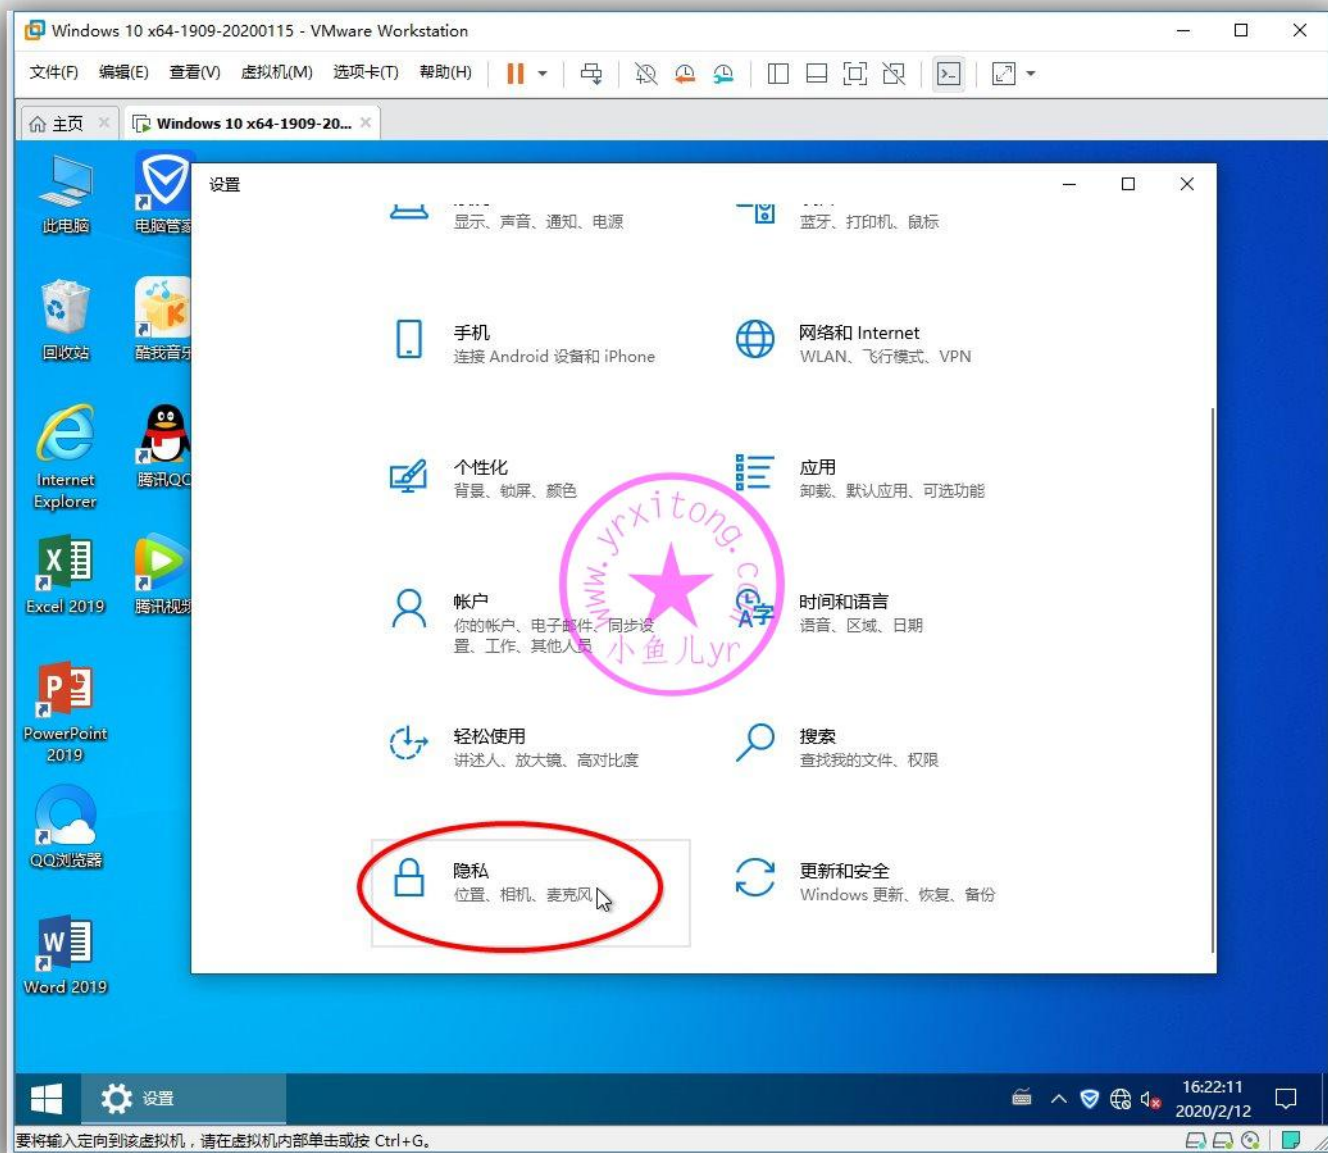 Windows 10 x64-1909-20200115 - VMware Workstation
文件(F) 编辑(E) 查看(V) 虚拟机(M) 选项卡(T) 帮助(H)
主页
Windows 10 x64-1909-20...
此电脑
电脑管家
回收站
酷我音乐
Internet
Explorer
腾讯QQ
Excel 2019
腾讯视频
PowerPoint
2019
QQ浏览器
Word 2019
设置
显示、声音、通知、电源
蓝牙、打印机、鼠标
手机
连接 Android 设备和 iPhone
网络和 Internet
WLAN、飞行模式、VPN
个性化
背景、锁屏、颜色
应用
卸载、默认应用、可选功能
帐户
你的帐户、电子邮件、同步设
置、工作、其他人员
时间和语言
语音、区域、日期
轻松使用
讲述人、放大镜、高对比度
搜索
查找我的文件、权限
隐私
位置、相机、麦克风
更新和安全
Windows 更新、恢复、备份
www.yrxitong.com
小鱼儿yr
设置
16:22:11
2020/2/12
要将输入定向到该虚拟机，请在虚拟机内部单击或按 Ctrl+G。